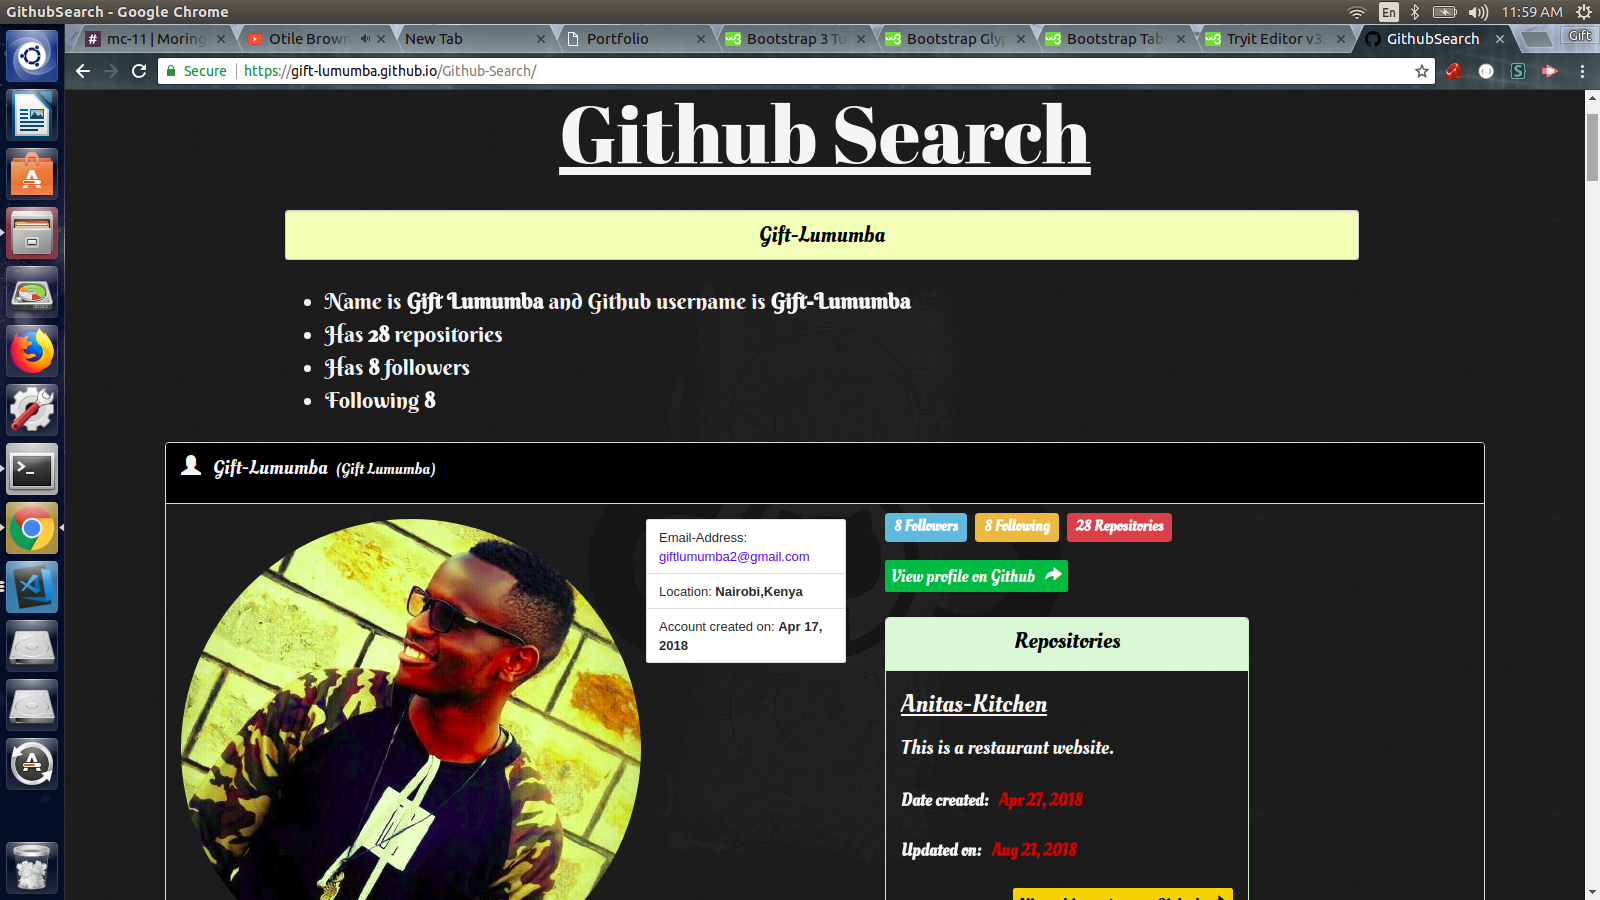 GithubSearch - Google Chrome
En
11:59 AM
mc-11 | Moring
Otile Brown
New Tab
Portfolio
Bootstrap 3 Tu
Bootstrap Glyp
Bootstrap Tab
Tryit Editor v3.
GithubSearch
Gift
Secure
https://gift-lumumba.github.io/Github-Search/
Github Search
Gift-Lumumba
• Name is Gift Lumumba and Github username is Gift-Lumumba
• Has 28 repositories
• Has 8 followers
• Following 8
Gift-Lumumba (Gift Lumumba)
Email-Address:
giftlumumba2@gmail.com
Location: Nairobi,Kenya
Account created on: Apr 17,
2018
8 Followers
8 Following
28 Repositories
View profile on Github
Repositories
Anitas-Kitchen
This is a restaurant website.
Date created: Apr 27, 2018
Updated on: Aug 21, 2018